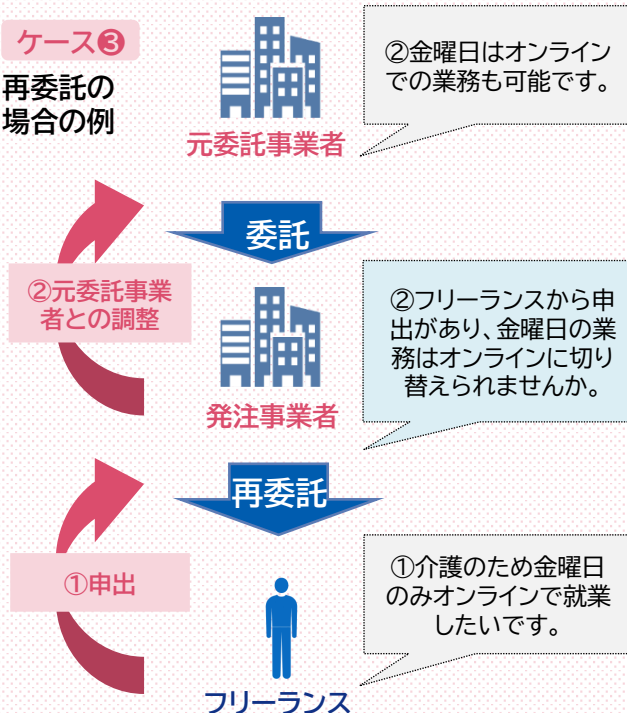 ケース❸
再委託の
場合の例
元委託事業者
②金曜日はオンライン
での業務も可能です。
委託
②元委託事業
者との調整
発注事業者
②フリーランスから申
出があり、金曜日の業
務はオンラインに切り
替えられませんか。
再委託
①申出
①介護のため金曜日
のみオンラインで就業
したいです。
フリーランス